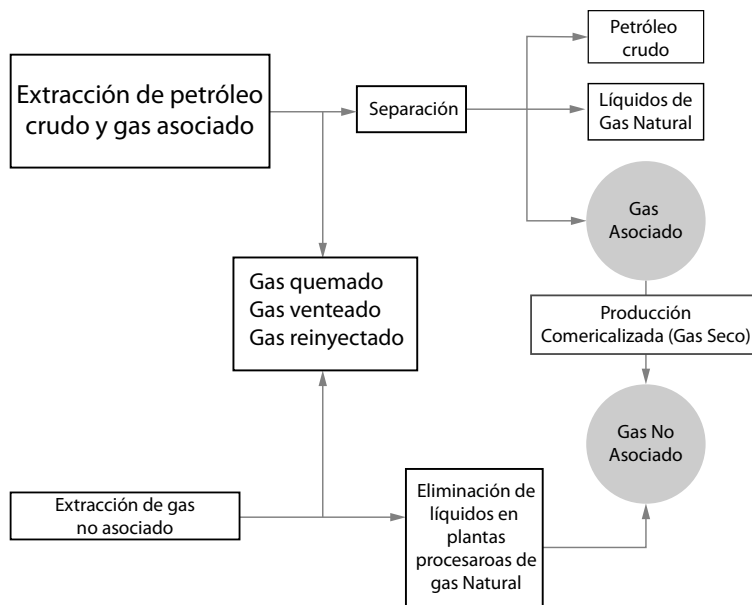 Petróleo
crudo
Extracción de petróleo
crudo y gas asociado
Separación
Líquidos de
Gas Natural
Gas
Asociado
Gas quemado
Gas venteado
Gas reinyectado
Producción
Comericalizada (Gas Seco)
Gas No
Asociado
Extracción de gas
no asociado
Eliminación de
líquidos en
plantas
procesaroas de
gas Natural